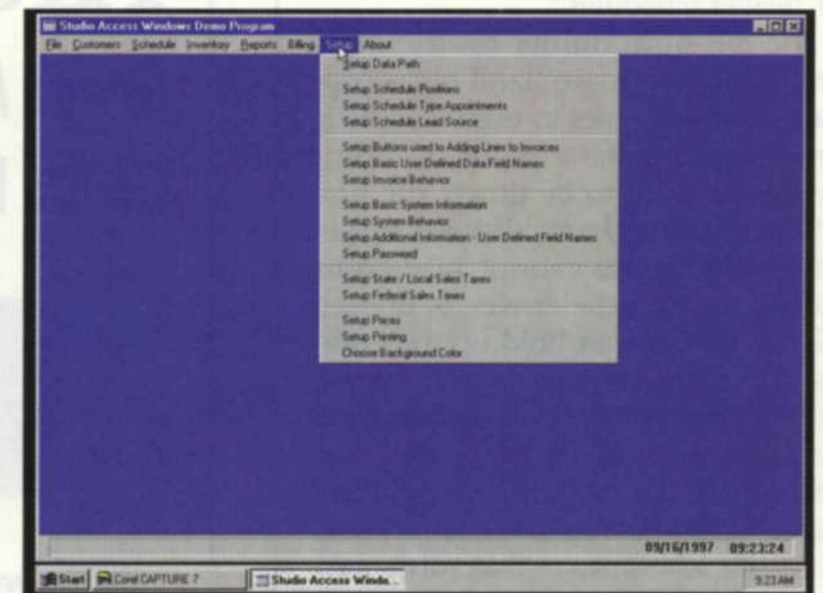 Studio Access Windows Demo Program
File Customers Schedule Inventory Reports Billing Setup About
Setup Data Path
Setup Schedule Positions
Setup Schedule Type Appointments
Setup Schedule Lead Source
Setup Buttons used to Adding Lines to Invoices
Setup Basic User Defined Data Field Names
Setup Invoice Behavior
Setup Basic System Information
Setup System Behavior
Setup Additional Information - User Defined Field Names
Setup Password
Setup State / Local Sales Taxes
Setup Federal Sales Taxes
Setup Prices
Setup Printing
Choose Background Color
09/16/1997 09:23:24
Start Corel CAPTURE 7 Studio Access Windo... 9:23 AM